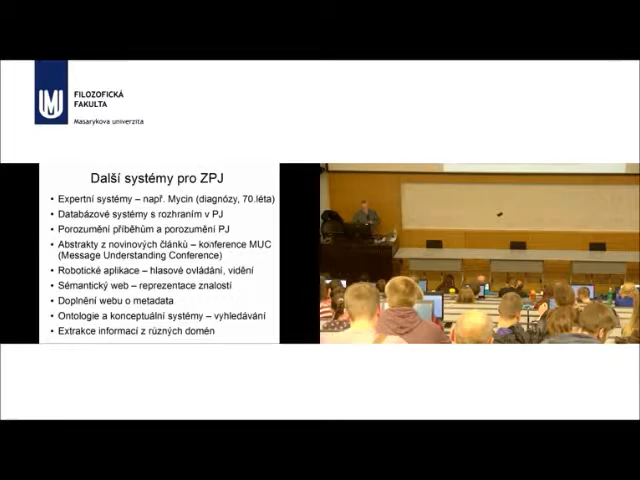 FILOZOFICKÁ
FAKULTA
Masarykova univerzita
Další systémy pro ZPJ
• Expertní systémy – např. Mycin (diagnózy, 70.léta)
• Databázové systémy s rozhraním v PJ
• Porozumění příběhům a porozumění PJ
• Abstrakty z novinových článků – konference MUC
(Message Understanding Conference)
• Robotické aplikace – hlasové ovládání, vidění
• Sémantický web – reprezentace znalostí
• Doplnění webu o metadata
• Ontologie a konceptuální systémy – vyhledávání
• Extrakce informací z různých domén